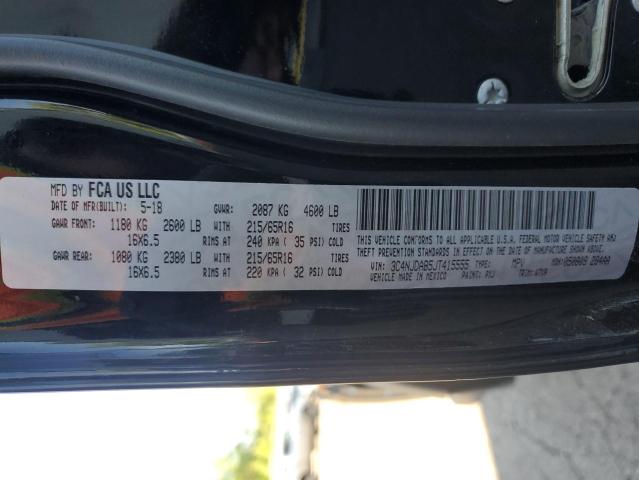 MFD BY FCA US LLC
DATE OF MFR(BUILT): 5-18 GVWR: 2087 KG 4600 LB
GAWR FRONT: 1180 KG 2600 LB WITH 215/65R16 TIRES
16X6.5 RIMS AT 240 KPA ( 35 PSI) COLD
GAWR REAR: 1080 KG 2380 LB WITH 215/65R16 TIRES
16X6.5 RIMS AT 220 KPA ( 32 PSI) COLD
THIS VEHICLE CONFORMS TO ALL APPLICABLE U.S.A. FEDERAL MOTOR VEHICLE SAFETY AND
THEFT PREVENTION STANDARDS IN EFFECT ON THE DATE OF MANUFACTURE SHOWN ABOVE.
VIN: 3C4NJDAB5JT415555 TYPE: MPV MDH:
VEHICLE MADE IN MEXICO PAINT: PXJ TRIM: